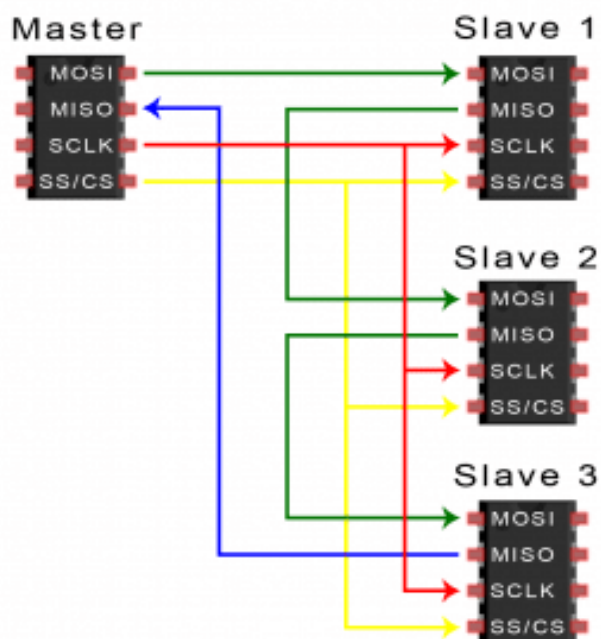 Master
MOSI
MISO
SCLK
SS/CS
Slave 1
MOSI
MISO
SCLK
SS/CS
Slave 2
MOSI
MISO
SCLK
SS/CS
Slave 3
MOSI
MISO
SCLK
SS/CS